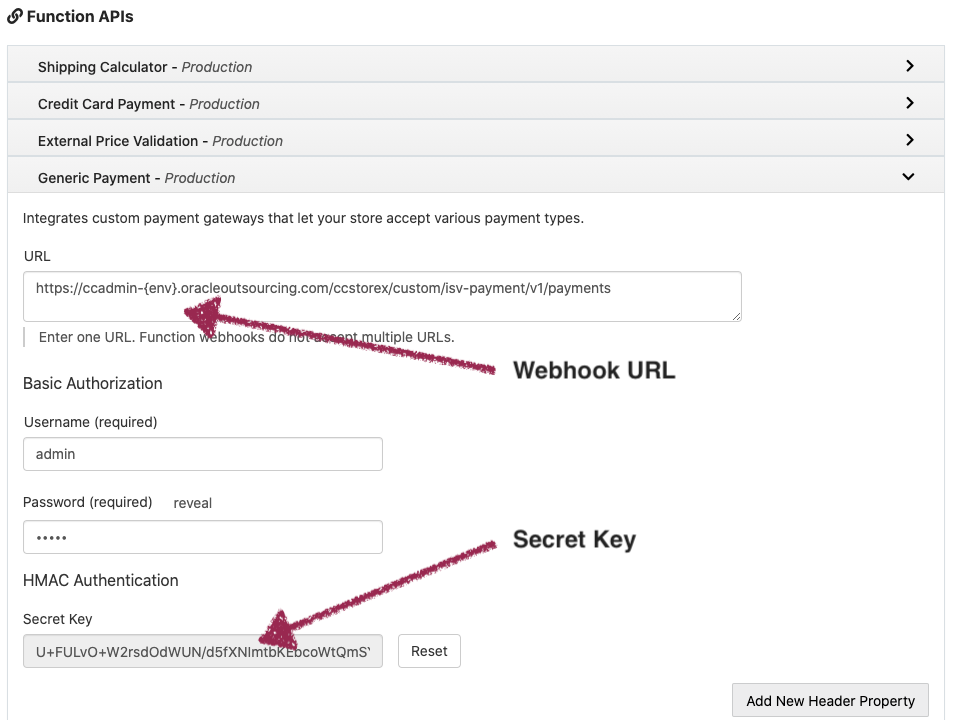 Function APIs
Shipping Calculator - Production
Credit Card Payment - Production
External Price Validation - Production
Generic Payment - Production
Integrates custom payment gateways that let your store accept various payment types.
URL
https://ccadmin-{env}.oracleoutsourcing.com/ccstorex/custom/isv-payment/v1/payments
Enter one URL. Function webhooks do not accept multiple URLs.
Webhook URL
Basic Authorization
Username (required)
admin
Password (required) reveal
•••••
Secret Key
HMAC Authentication
Secret Key
U+FULvO+W2rsdOdWUN/d5fXNlmtbKEbcoWtQmSY
Reset
Add New Header Property